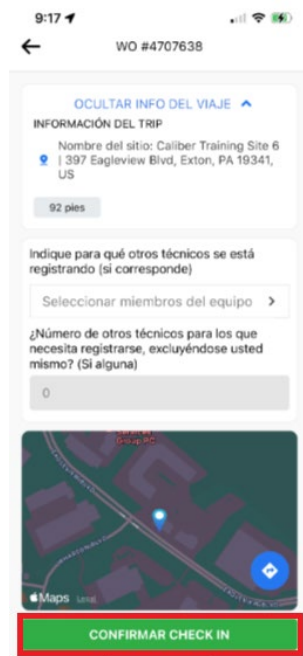 9:17
WO #4707638
OCULTAR INFO DEL VIAJE
INFORMACIÓN DEL TRIP
Nombre del sitio: Caliber Training Site 6
| 397 Eagleview Blvd, Exton, PA 19341,
US
92 pies
Indique para qué otros técnicos se está
registrando (si corresponde)
Seleccionar miembros del equipo
¿Número de otros técnicos para los que
necesita registrarse, excluyéndose usted
mismo? (Si alguna)
0
Group, PC
Maps Legal
CONFIRMAR CHECK IN